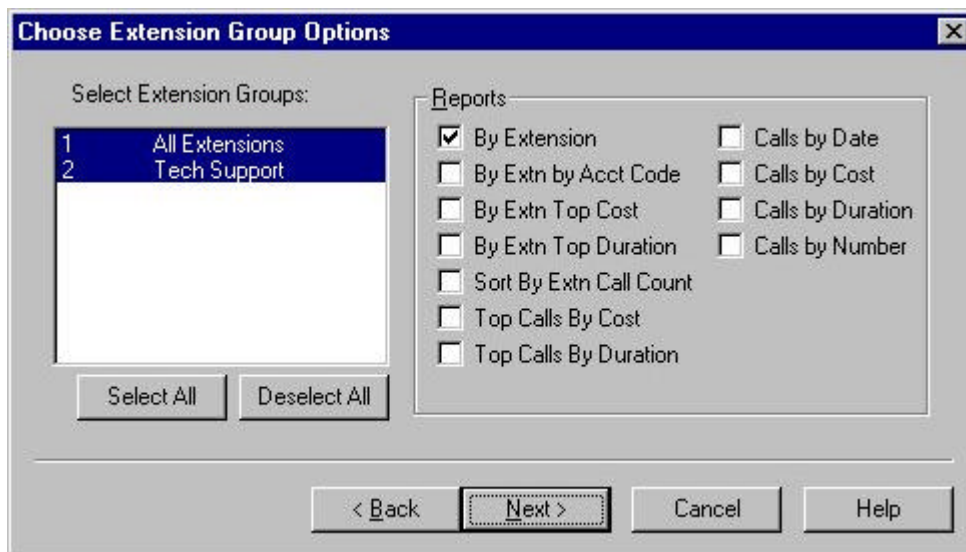 Choose Extension Group Options
Select Extension Groups:
1 All Extensions
2 Tech Support
Select All
Deselect All
Reports
By Extension
By Extn by Acct Code
By Extn Top Cost
By Extn Top Duration
Sort By Extn Call Count
Top Calls By Cost
Top Calls By Duration
Calls by Date
Calls by Cost
Calls by Duration
Calls by Number
< Back
Next >
Cancel
Help